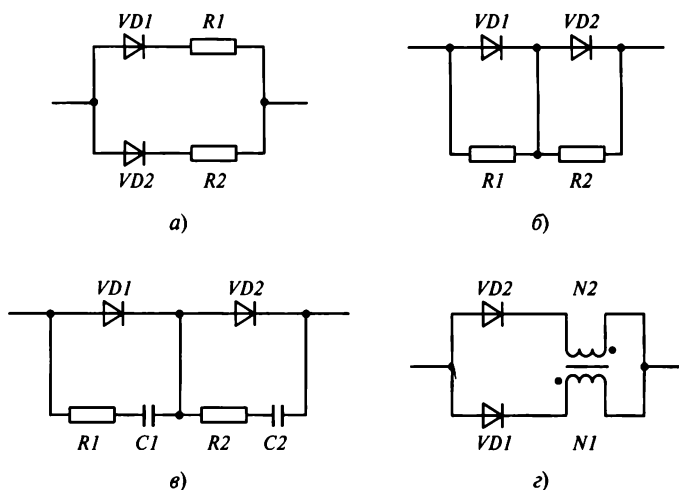 VD1 R1
VD2 R2
а)
VD1 VD2
R1 R2
б)
VD1 VD2
R1 C1 R2 C2
в)
VD2 N2
VD1 N1
г)